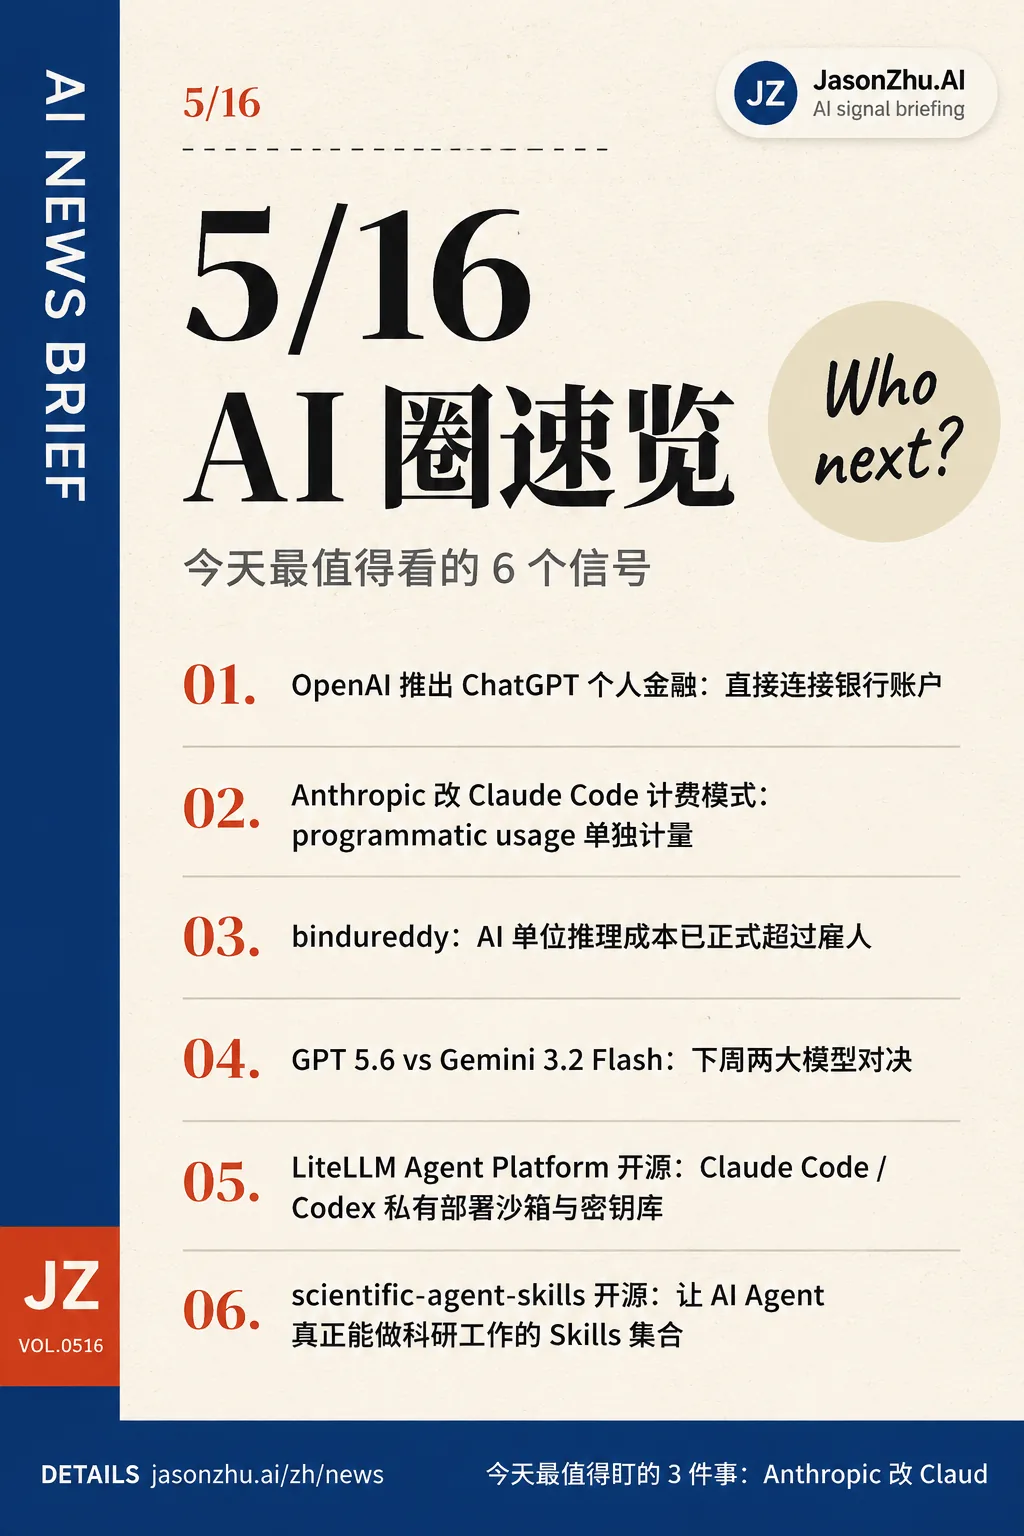 AI NEWS BRIEF
5/16
JZ
JasonZhu.AI
AI signal briefing
5/16
AI 圈速览
Who
next?
今天最值得看的 6 个信号
01.
OpenAI 推出 ChatGPT 个人金融：直接连接银行账户
02.
Anthropic 改 Claude Code 计费模式：
programmatic usage 单独计量
03.
bindureddy：AI 单位推理成本已正式超过雇人
04.
GPT 5.6 vs Gemini 3.2 Flash：下周两大模型对决
05.
LiteLLM Agent Platform 开源：Claude Code /
Codex 私有部署沙箱与密钥库
06.
scientific-agent-skills 开源：让 AI Agent
真正能做科研工作的 Skills 集合
JZ
VOL.0516
DETAILS jasonzhu.ai/zh/news
今天最值得盯的 3 件事：Anthropic 改 Claud